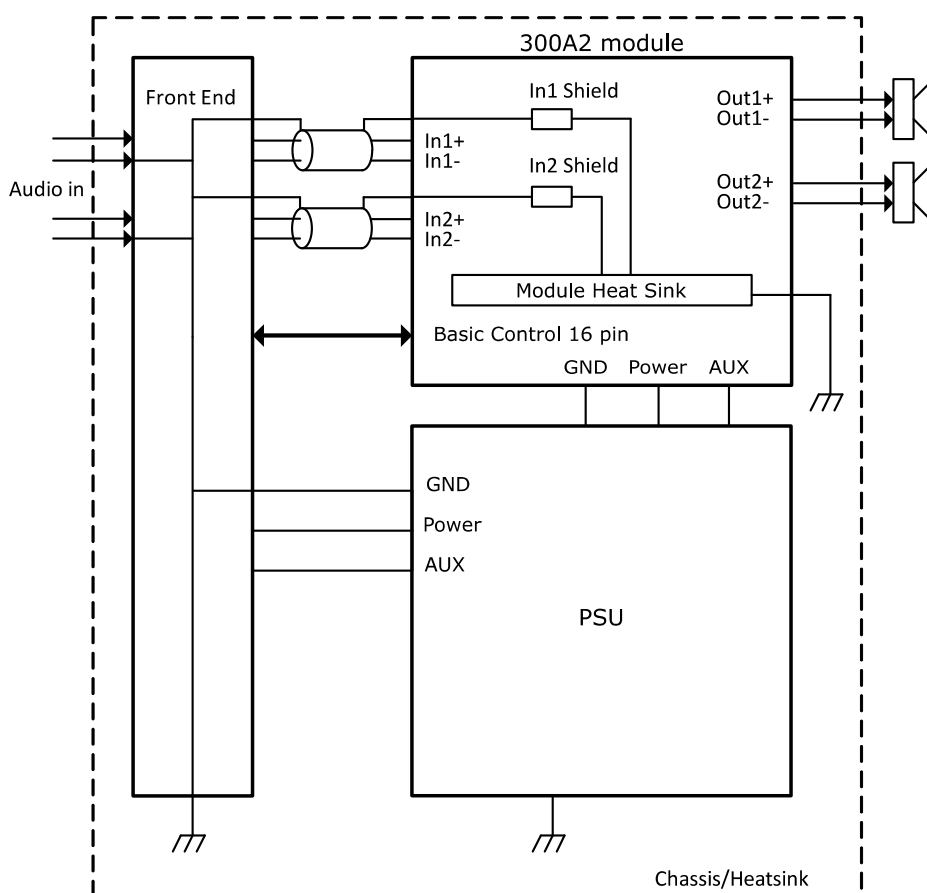 300A2 module
Front End
In1 Shield
Out1+
Out1-
In1+
In1-
In2 Shield
Audio in
Out2+
Out2-
In2+
In2-
Module Heat Sink
Basic Control 16 pin
GND Power AUX
GND
Power
AUX
PSU
Chassis/Heatsink